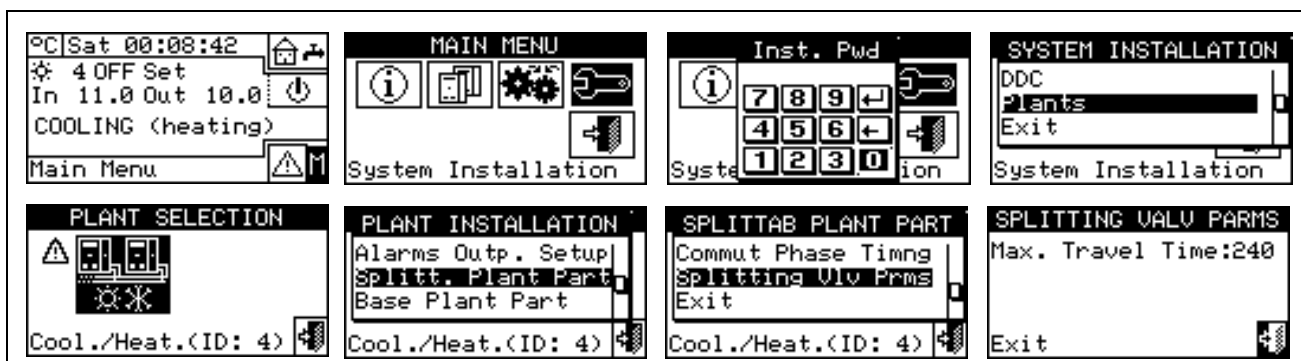 °C Sat 00:08:42
4 OFF Set
In 11.0 Out 10.0
COOLING (heating)
Main Menu M
MAIN MENU
System Installation
Inst. Pwd
7 8 9
4 5 6
1 2 3 0
Syste ion
SYSTEM INSTALLATION
DDC
Plants
Exit
System Installation
PLANT SELECTION
Cool./Heat.(ID: 4)
PLANT INSTALLATION
Alarms Outp. Setup
Splitt. Plant Part
Base Plant Part
Cool./Heat.(ID: 4)
SPLITTAB PLANT PART
Commut Phase Timng
Splitting Vlv Prms
Exit
Cool./Heat.(ID: 4)
SPLITTING VALV PARMS
Max. Travel Time:240
Exit